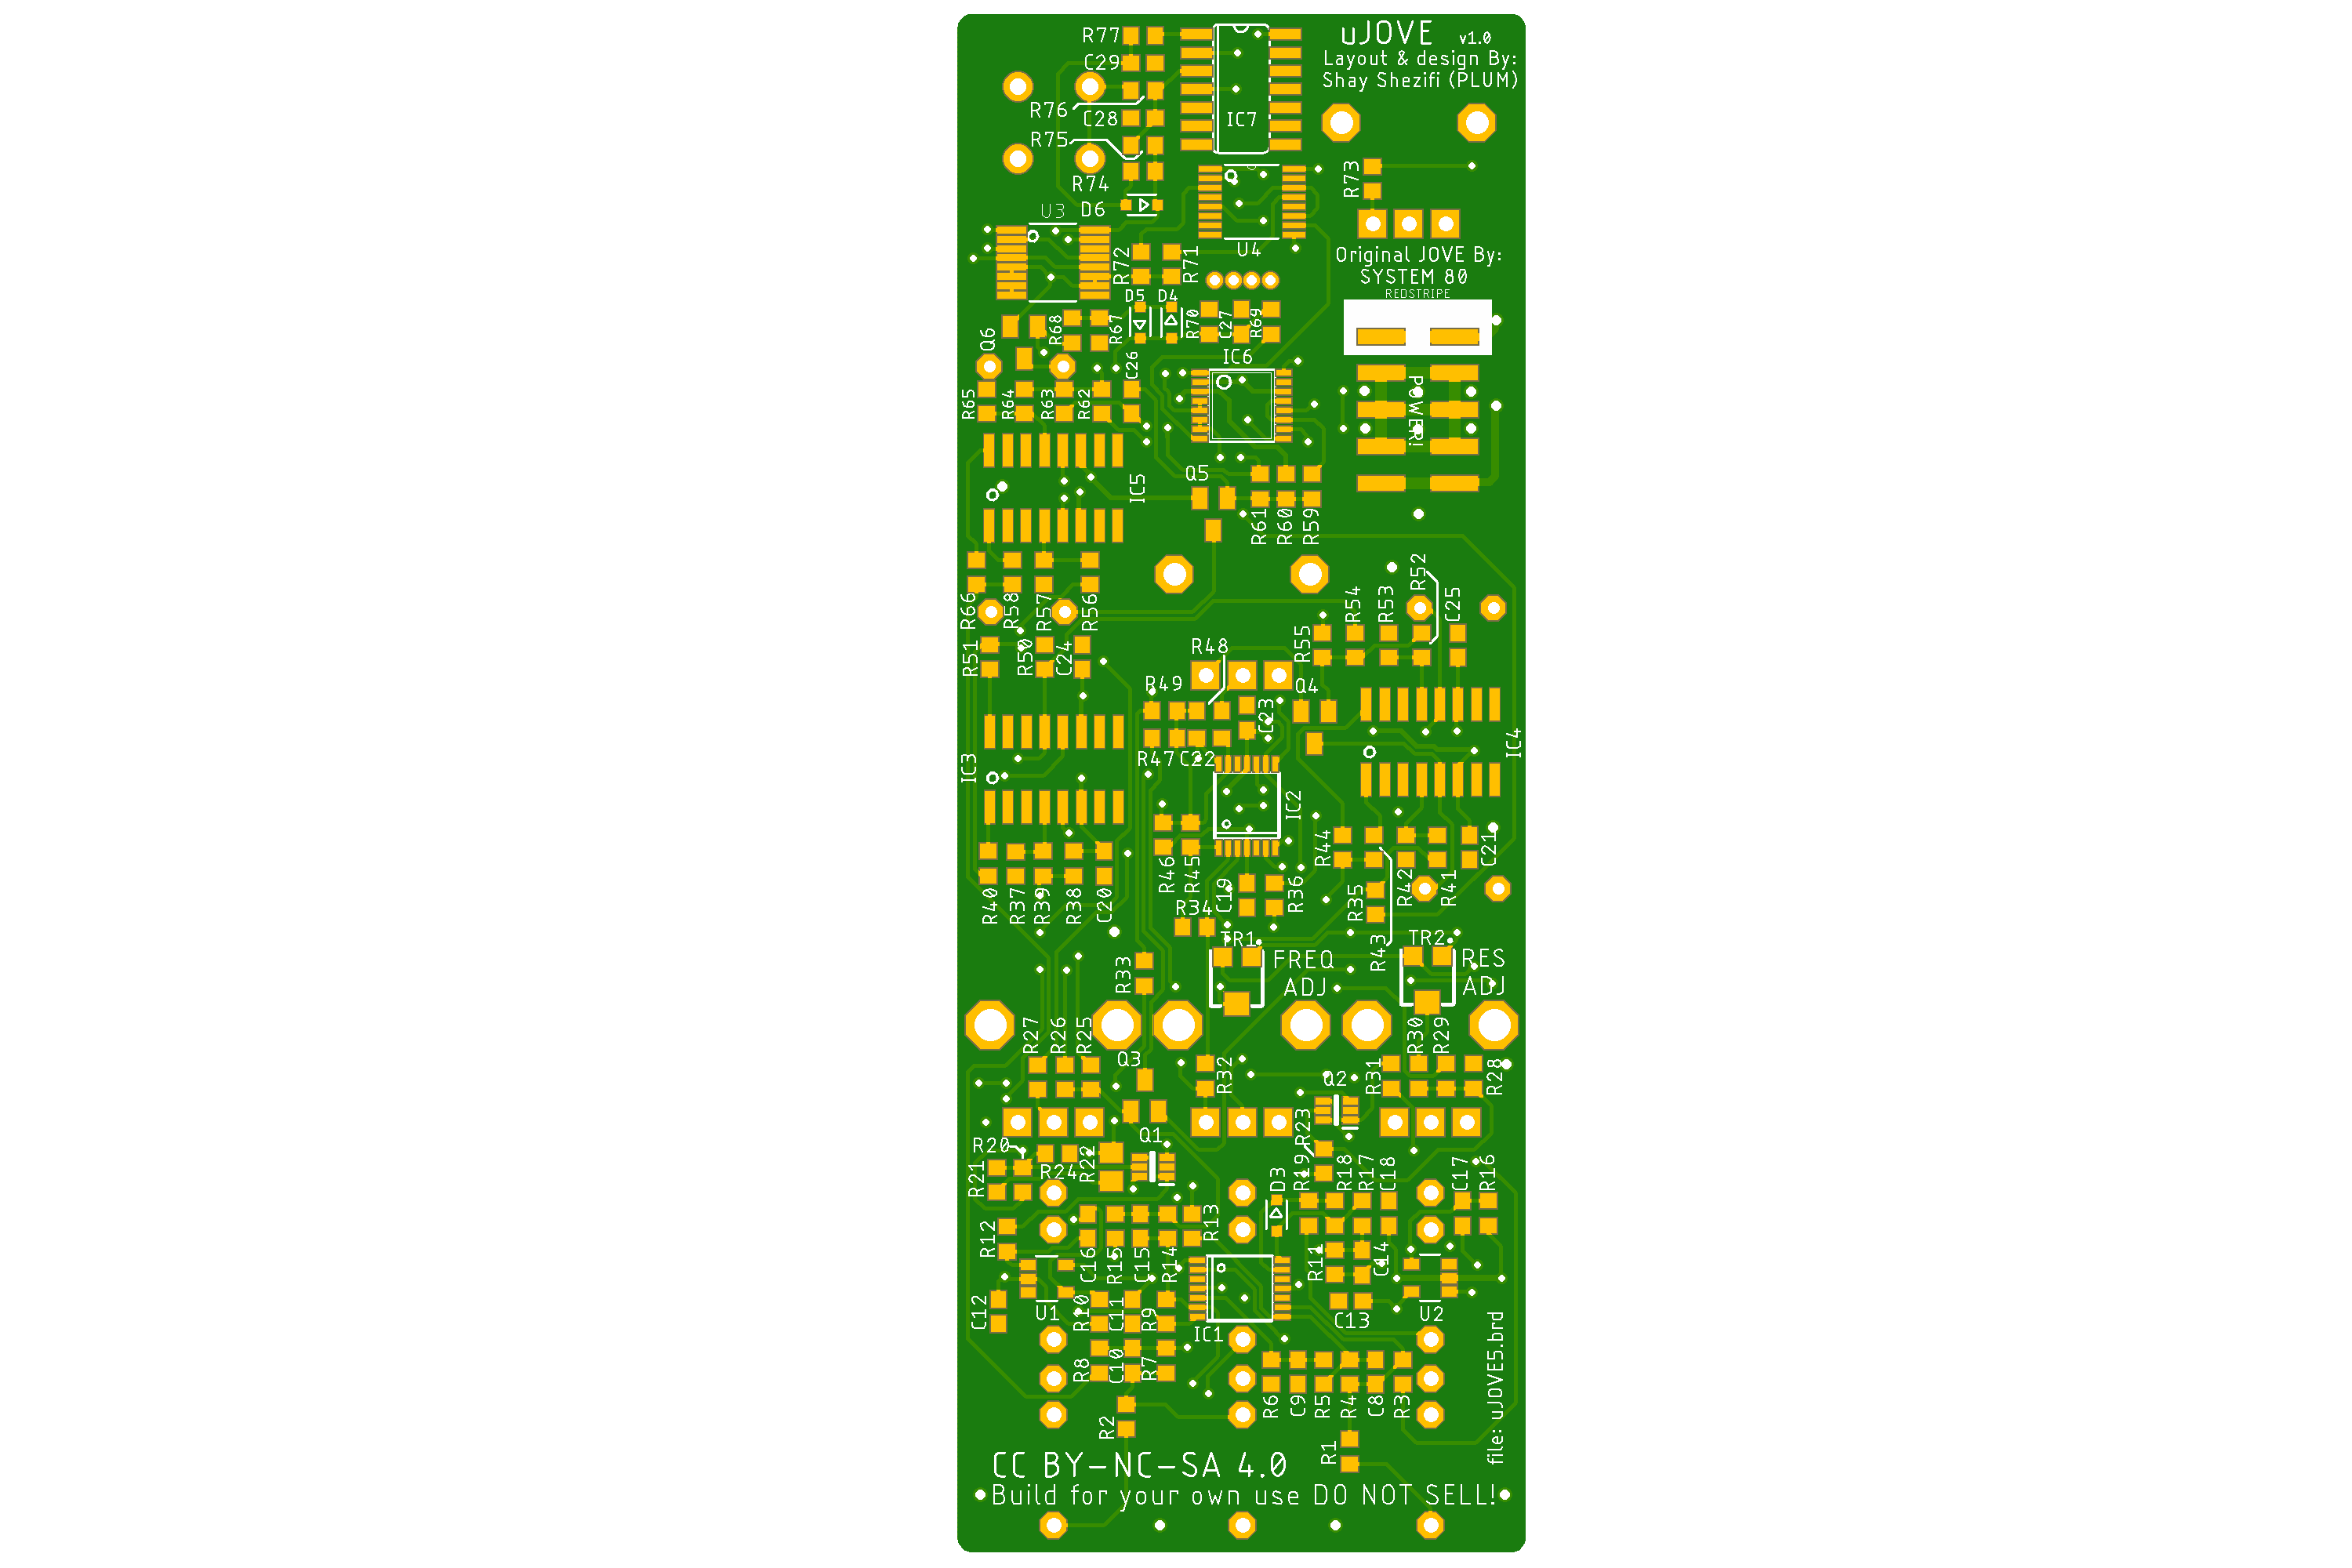 R77
uJOVE v1.0
C29
Layout & design By:
Shay Shezifi (PLUM)
R76
C28
IC7
R75
R74
R73
U3
D6
U4
Original JOVE By:
SYSTEM 80
REDSTRIPE
R72
R71
D5
D4
Q6
R68
R67
R70
C27
R69
IC6
C26
POWER!
R65
R64
R63
R62
Q5
IC5
R61
R60
R59
R66
R58
R57
R56
R54
R53
R52
C25
R51
R50
C24
R48
R55
R49
Q4
C23
R47
C22
IC3
IC4
IC2
R46
R45
R44
C21
R40
R37
R39
R38
C20
C19
R36
R35
R42
R41
R34
TR1
TR2
R43
R33
FREQ
ADJ
RES
ADJ
R27
R26
R25
Q3
R32
Q2
R31
R30
R29
R28
R20
Q1
R23
R21
R24
R22
D3
R19
R18
R17
C18
C17
R16
R12
R13
C16
R15
C15
R14
R11
C14
C12
U1
R10
C11
R9
IC1
C13
U2
R8
C10
R7
R6
C9
R5
R4
C8
R3
file: uJOVE5.brd
R2
R1
CC BY-NC-SA 4.0
Build for your own use DO NOT SELL!